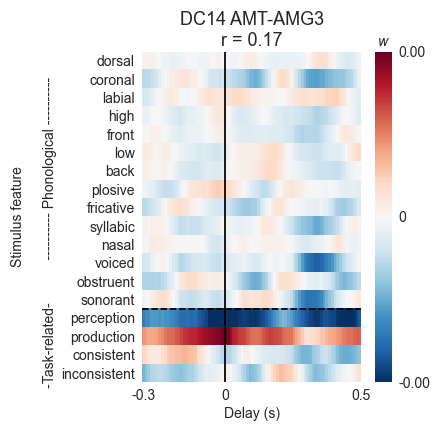 DC14 AMT-AMG3
r = 0.17
w
0.00
0
-0.00
Stimulus feature
---------- Phonological ----------
-Task-related-
dorsal
coronal
labial
high
front
low
back
plosive
fricative
syllabic
nasal
voiced
obstruent
sonorant
perception
production
consistent
inconsistent
-0.3
0
0.5
Delay (s)